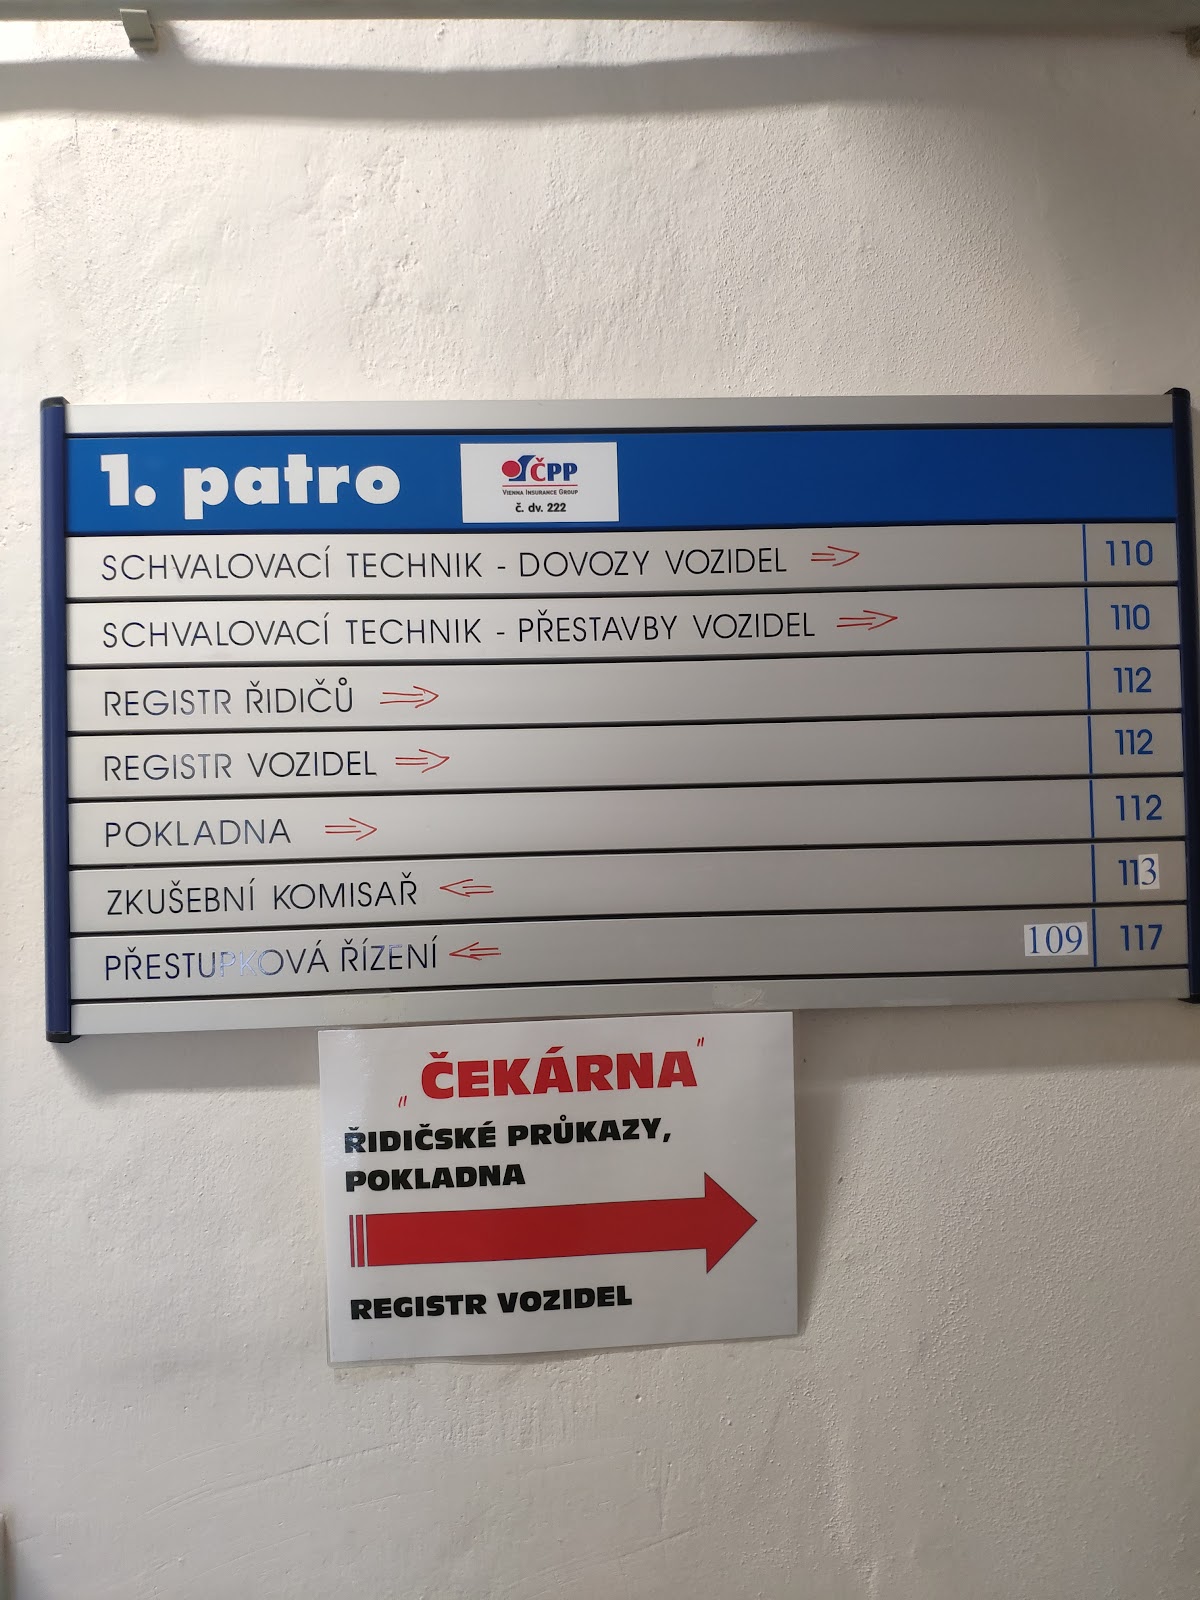 1. patro
ČPP
VIENNA INSURANCE GROUP
č. dv. 222
SCHVALOVACÍ TECHNIK - DOVOZY VOZIDEL 110
SCHVALOVACÍ TECHNIK - PŘESTAVBY VOZIDEL 110
REGISTR ŘIDIČŮ 112
REGISTR VOZIDEL 112
POKLADNA 112
ZKUŠEBNÍ KOMISAŘ 113
PŘESTUPKOVÁ ŘÍZENÍ 109 117
„ČEKÁRNA"
ŘIDIČSKÉ PRŮKAZY,
POKLADNA
REGISTR VOZIDEL